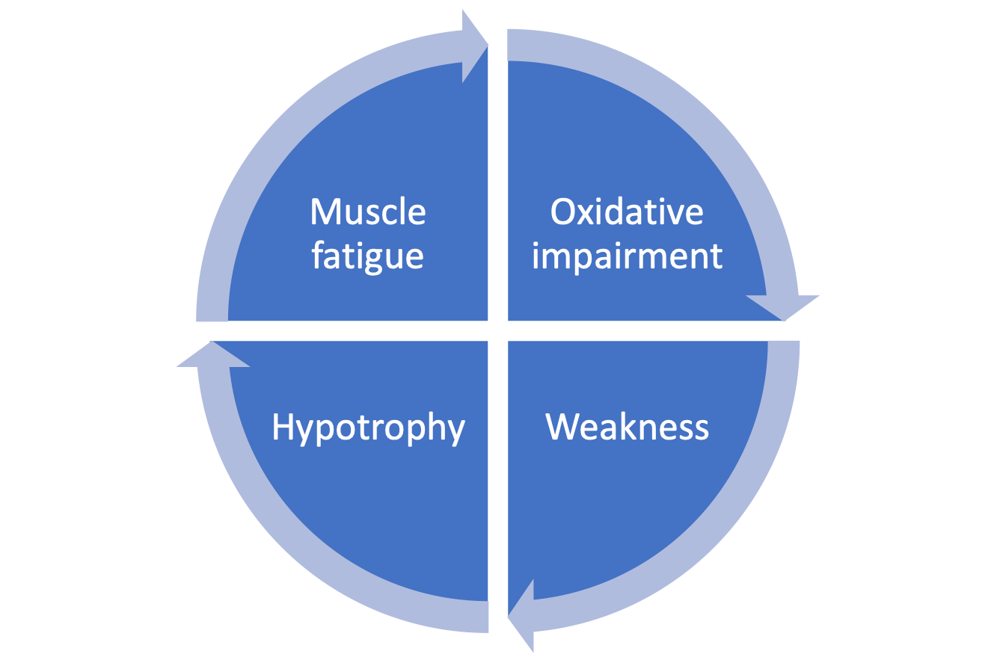 Muscle
fatigue
Oxidative
impairment
Hypotrophy
Weakness